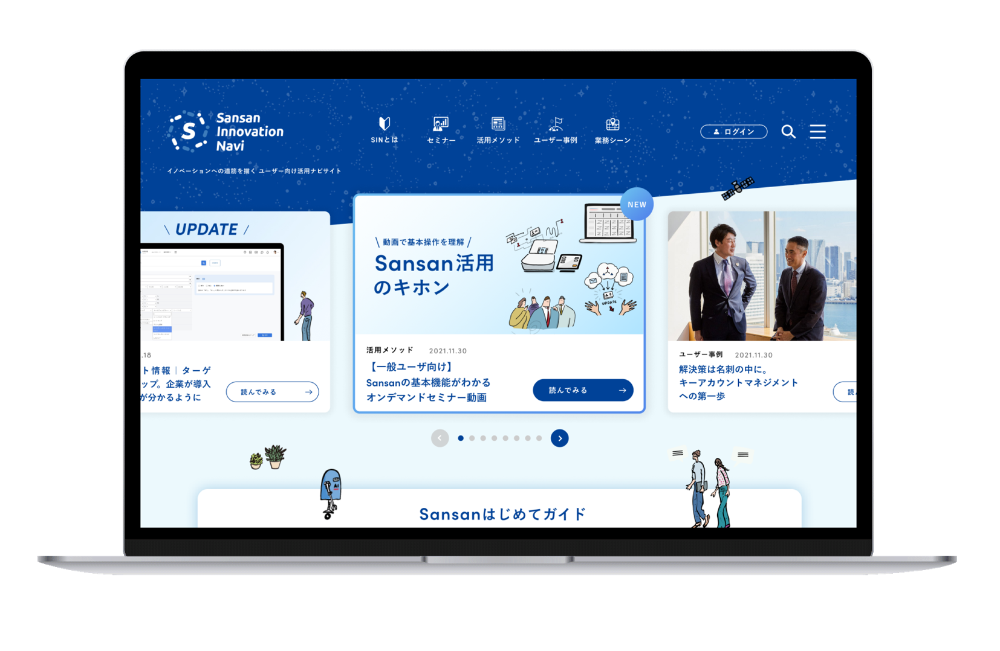 Sansan
Innovation
Navi
SINとは
セミナー
活用メソッド
ユーザー事例
業務シーン
ログイン
イノベーションへの道筋を描く ユーザー向け活用ナビサイト
\ UPDATE /
.18
ト情報｜ターゲ
ップ。企業が導入
が分かるように
読んでみる
NEW
\ 動画で基本操作を理解 /
Sansan活用
のキホン
UPDATE
活用メソッド 2021.11.30
【一般ユーザ向け】
Sansanの基本機能がわかる
オンデマンドセミナー動画
読んでみる
ユーザー事例 2021.11.30
解決策は名刺の中に。
キーアカウントマネジメント
への第一歩
読
AI
Sansanはじめてガイド